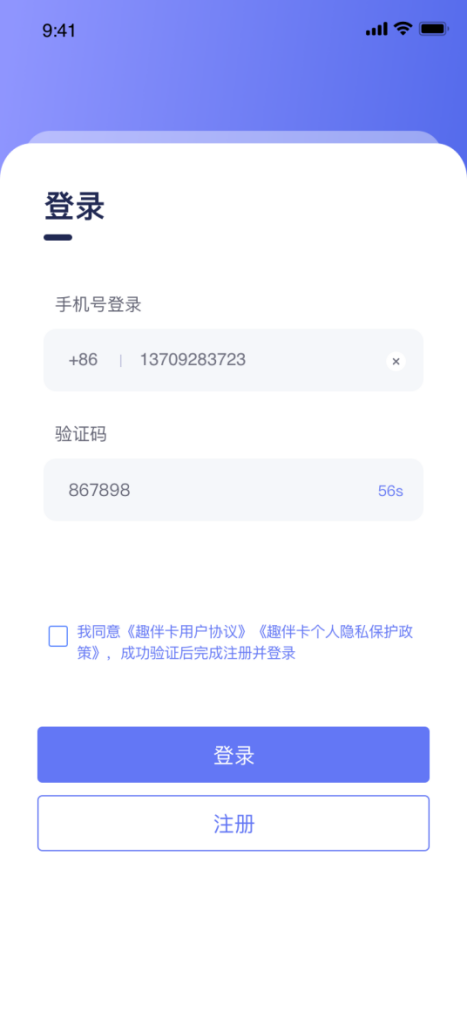 9:41
登录
手机号登录
+86 | 13709283723 ×
验证码
867898 56s
我同意《趣伴卡用户协议》《趣伴卡个人隐私保护政
策》，成功验证后完成注册并登录
登录
注册